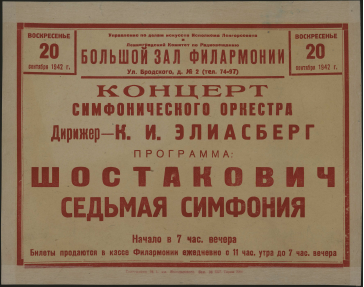 ВОСКРЕСЕНЬЕ
20
сентября 1942 г.
Управление по делам искусств Исполкома Ленгорсовета
и
Ленинградский Комитет по Радиовещанию
БОЛЬШОЙ ЗАЛ ФИЛАРМОНИИ
Ул. Бродского, д. № 2 (тел. 74-97)
ВОСКРЕСЕНЬЕ
20
сентября 1942 г.
КОНЦЕРТ
СИМФОНИЧЕСКОГО ОРКЕСТРА
Дирижер—К. И. ЭЛИАСБЕРГ
ПРОГРАММА:
ШОСТАКОВИЧ
СЕДЬМАЯ СИМФОНИЯ
Начало в 7 час. вечера
Билеты продаются в кассе Филармонии ежедневно с 11 час. утра до 7 час. вечера